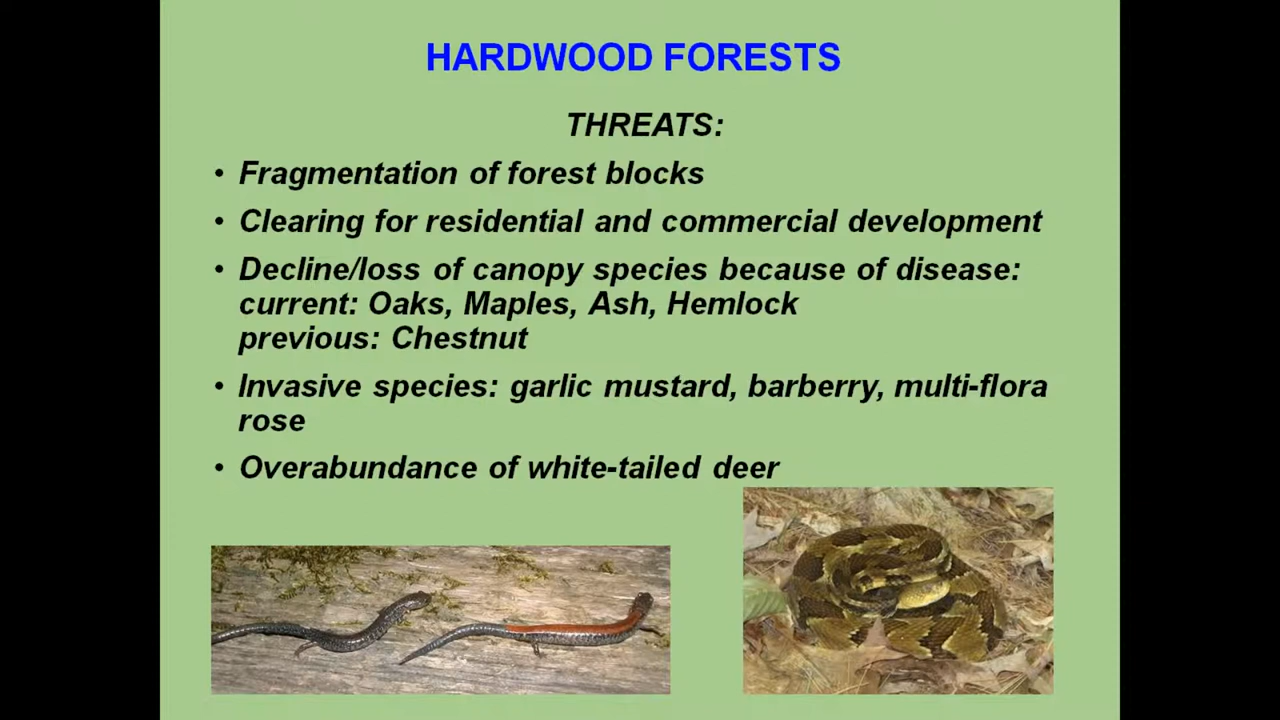 HARDWOOD FORESTS
THREATS:
• Fragmentation of forest blocks
• Clearing for residential and commercial development
• Decline/loss of canopy species because of disease:
current: Oaks, Maples, Ash, Hemlock
previous: Chestnut
• Invasive species: garlic mustard, barberry, multi-flora
rose
• Overabundance of white-tailed deer